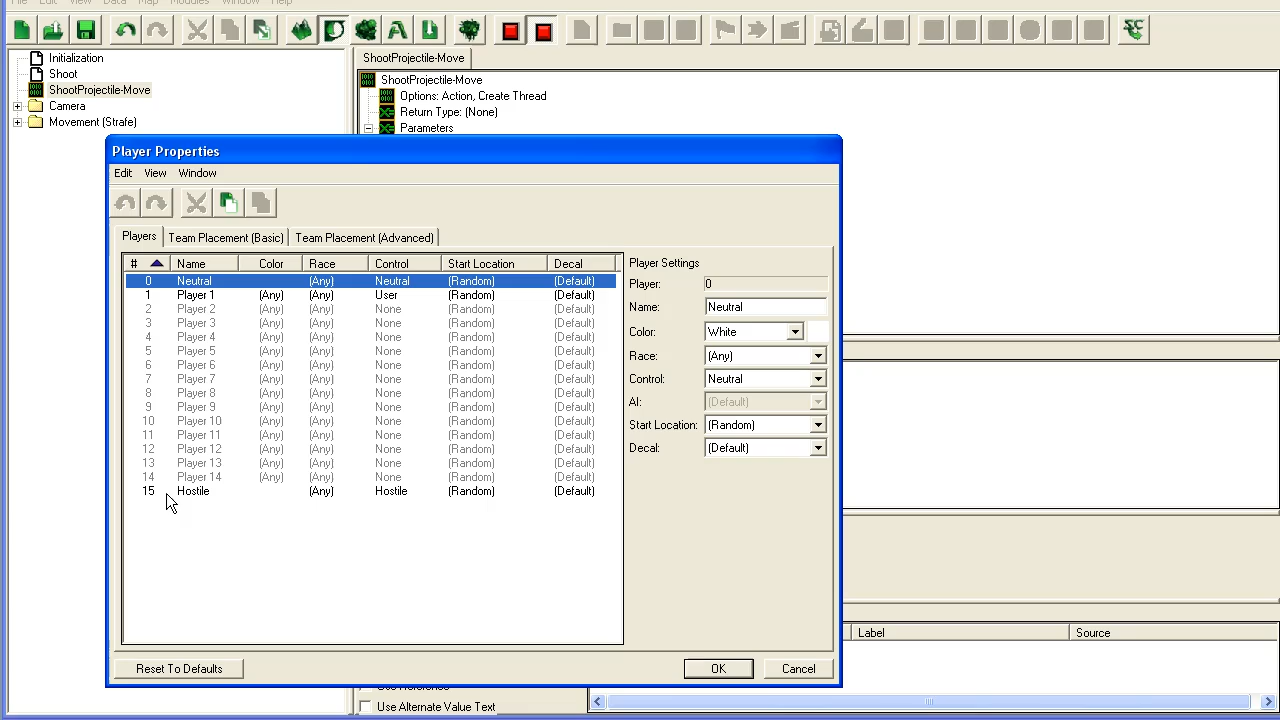 File Edit View Data Map Modules Window Help
Initialization
Shoot
ShootProjectile-Move
Camera
Movement (Strafe)
ShootProjectile-Move
ShootProjectile-Move
Options: Action, Create Thread
Return Type: (None)
Parameters
Player Properties
Edit View Window
Players Team Placement (Basic) Team Placement (Advanced)
# Name Color Race Control Start Location Decal
0 Neutral (Any) Neutral (Random) (Default)
1 Player 1 (Any) (Any) User (Random) (Default)
2 Player 2 (Any) (Any) None (Random) (Default)
3 Player 3 (Any) (Any) None (Random) (Default)
4 Player 4 (Any) (Any) None (Random) (Default)
5 Player 5 (Any) (Any) None (Random) (Default)
6 Player 6 (Any) (Any) None (Random) (Default)
7 Player 7 (Any) (Any) None (Random) (Default)
8 Player 8 (Any) (Any) None (Random) (Default)
9 Player 9 (Any) (Any) None (Random) (Default)
10 Player 10 (Any) (Any) None (Random) (Default)
11 Player 11 (Any) (Any) None (Random) (Default)
12 Player 12 (Any) (Any) None (Random) (Default)
13 Player 13 (Any) (Any) None (Random) (Default)
14 Player 14 (Any) (Any) None (Random) (Default)
15 Hostile (Any) Hostile (Random) (Default)
Player Settings
Player: 0
Name: Neutral
Color: White
Race: (Any)
Control: Neutral
AI: (Default)
Start Location: (Random)
Decal: (Default)
Reset To Defaults OK Cancel
Label Source
Use Reference
Use Alternate Value Text